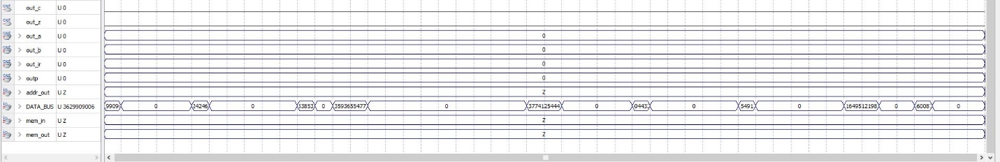 out_c U 0
out_z U 0
out_a U 0 0
out_b U 0 0
out_ir U 0 0
outp U 0 0
addr_out U Z Z
DATA_BUS U 3629909006 9909 0 24246 0 53853 0 3593655477 0 3774125444 0 0443 0 5491 0 1649512198 0 6008 0
mem_in U Z Z
mem_out U Z Z